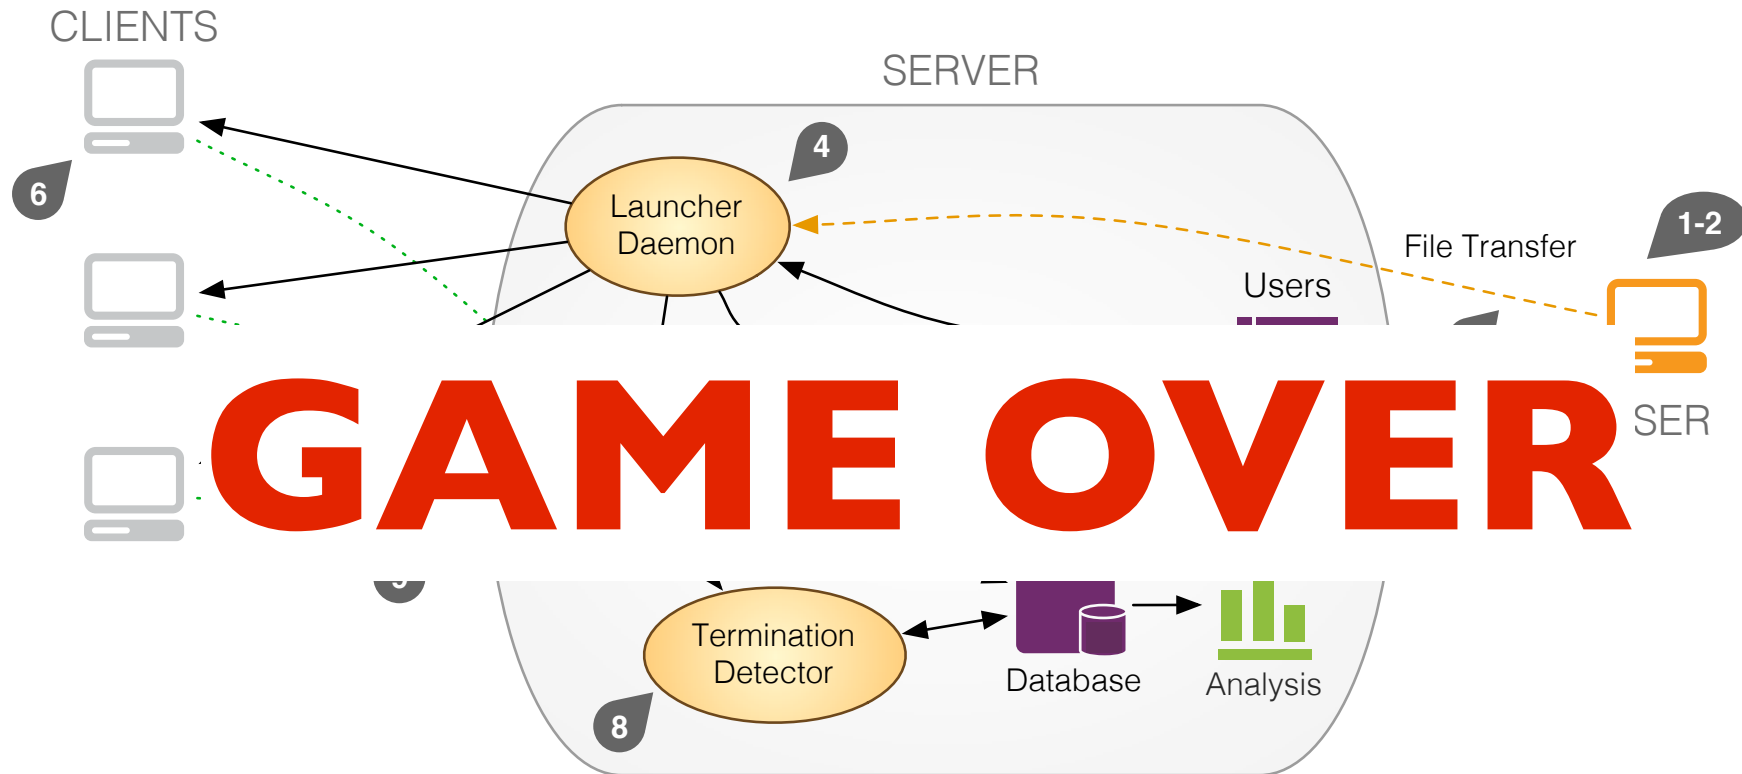 CLIENTS
SERVER
4
6
Launcher
Daemon
1-2
File Transfer
Users
GAME OVER
SER
Termination
Detector
Database
Analysis
8